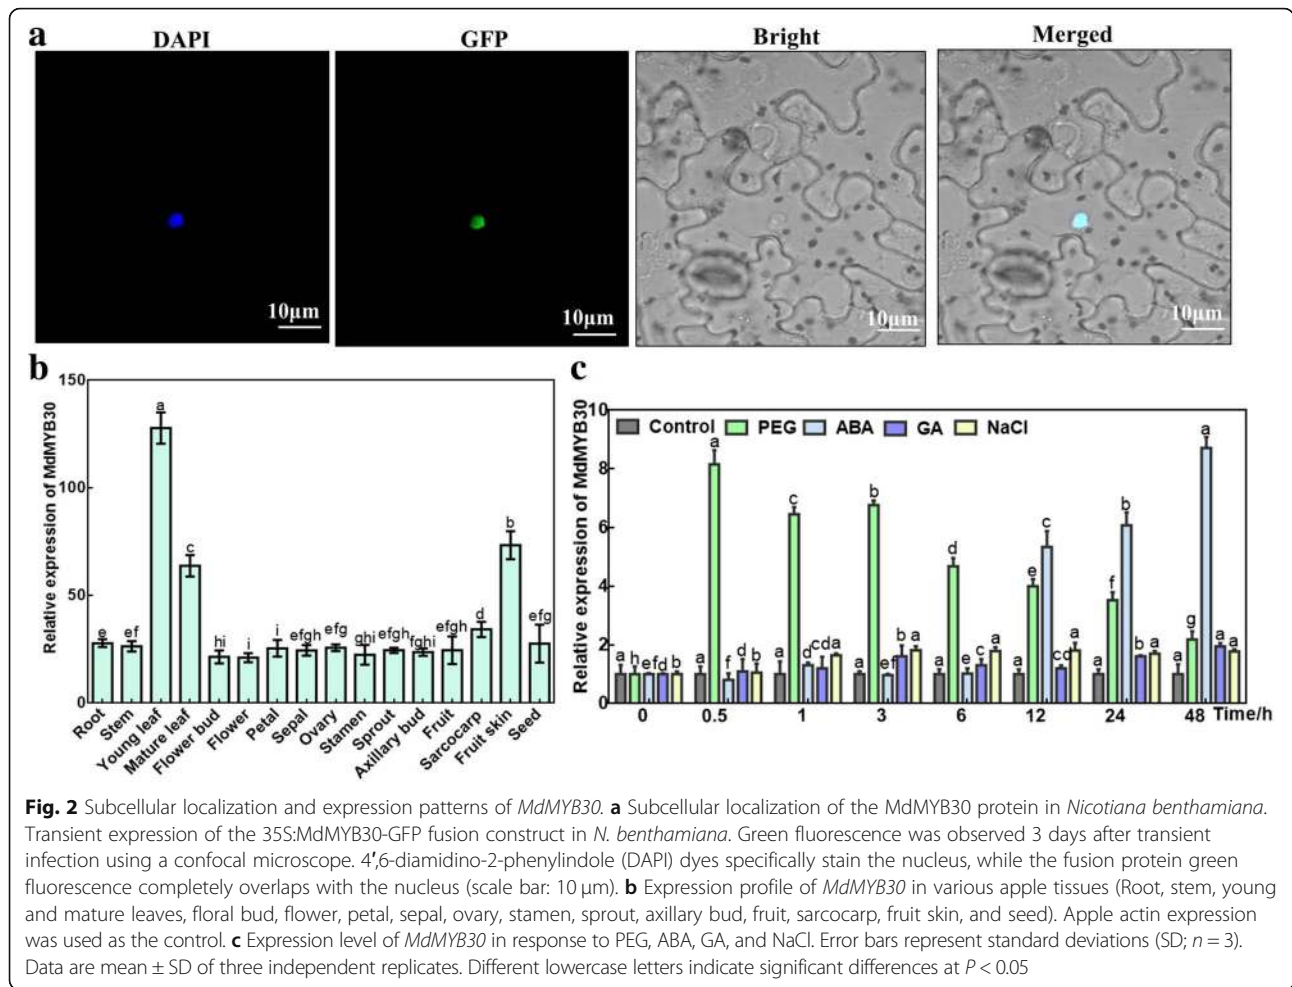 a
DAPI GFP Bright Merged
10μm 10μm 10μm 10μm
b
Relative expression of MdMYB30
150
100
50
0
e ef a c hi i i efgh efg ghi efgh fghi efgh d b efg
Root Stem Young leaf Mature leaf Flower bud Flower Petal Sepal Ovary Stamen Sprout Axillary bud Fruit Sarcocarp Fruit skin Seed
c
Relative expression of MdMYB30
10
8
6
4
2
0
Control PEG ABA GA NaCl
a h ef d b
a a f d b
a c d cd a
a b ef b a
a d e c a
a e c cd a
a f b b a
a g a a a
0 0.5 1 3 6 12 24 48 Time/h
Fig. 2 Subcellular localization and expression patterns of MdMYB30. a Subcellular localization of the MdMYB30 protein in Nicotiana benthamiana.
Transient expression of the 35S:MdMYB30-GFP fusion construct in N. benthamiana. Green fluorescence was observed 3 days after transient
infection using a confocal microscope. 4′,6-diamidino-2-phenylindole (DAPI) dyes specifically stain the nucleus, while the fusion protein green
fluorescence completely overlaps with the nucleus (scale bar: 10 μm). b Expression profile of MdMYB30 in various apple tissues (Root, stem, young
and mature leaves, floral bud, flower, petal, sepal, ovary, stamen, sprout, axillary bud, fruit, sarcocarp, fruit skin, and seed). Apple actin expression
was used as the control. c Expression level of MdMYB30 in response to PEG, ABA, GA, and NaCl. Error bars represent standard deviations (SD; n = 3).
Data are mean ± SD of three independent replicates. Different lowercase letters indicate significant differences at P < 0.05